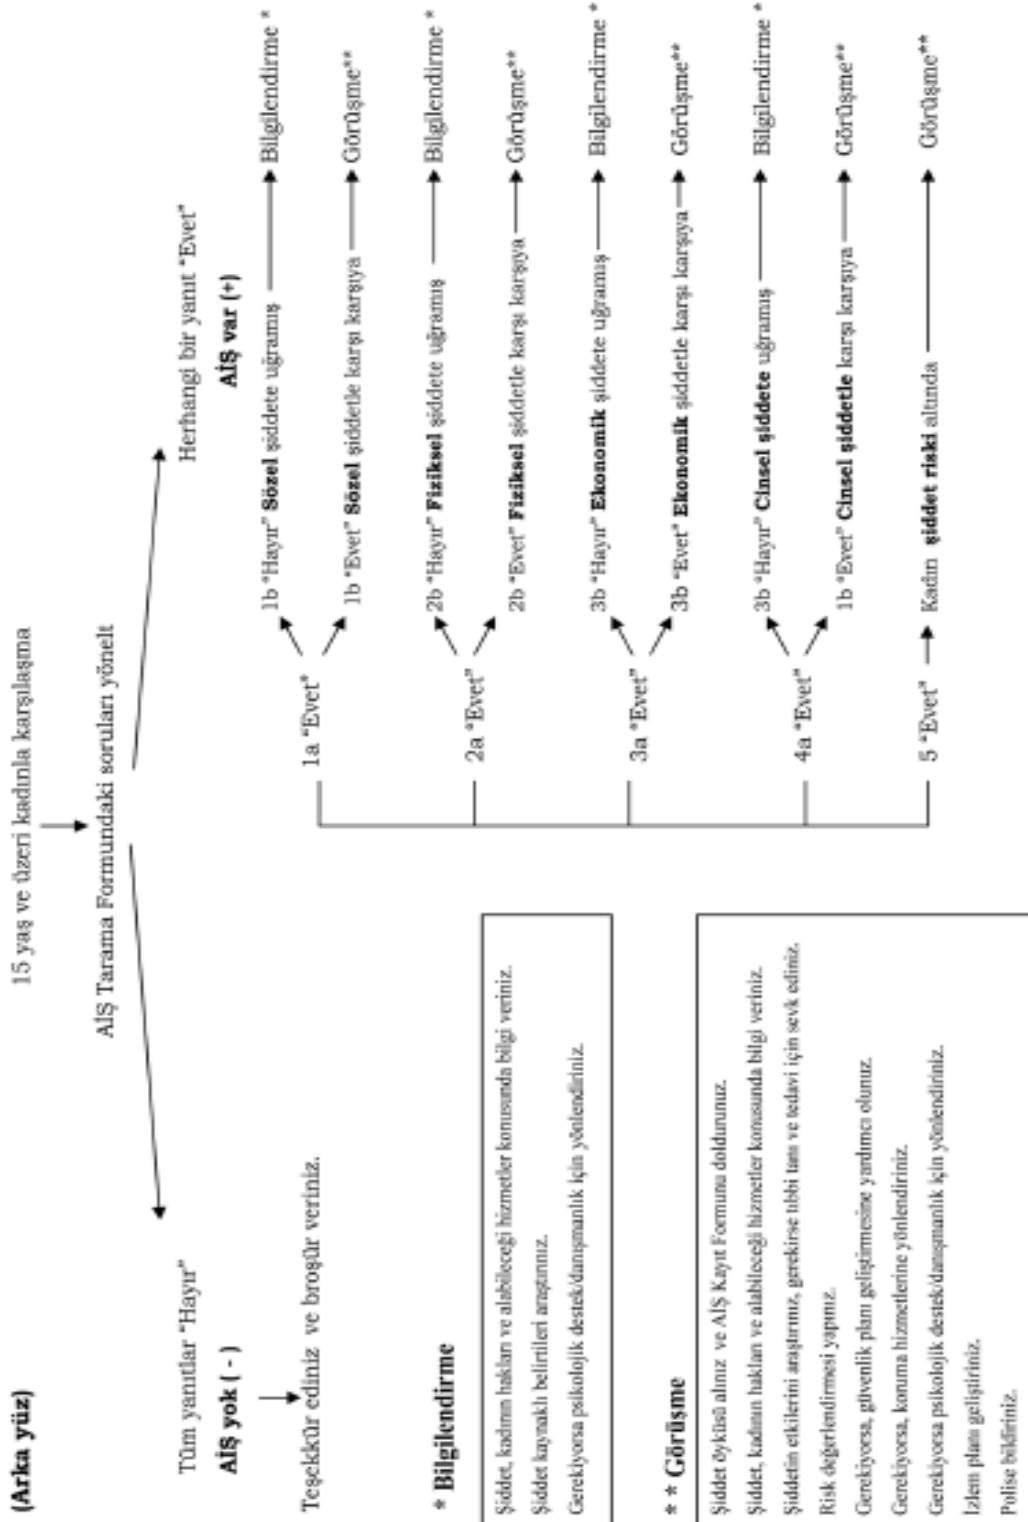 (Arka yüz)
15 yaş ve üzeri kadınla karşılaşma
AİŞ Tarama Formundaki soruları yönelt
Tüm yanıtlar "Hayır"
AİŞ yok ( - )
Teşekkür ediniz ve broşür veriniz.
Herhangi bir yanıt "Evet"
AİŞ var (+)
1a "Evet"
1b "Hayır" Sözel şiddete uğramış
Bilgilendirme *
1b "Evet" Sözel şiddetle karşı karşıya
Görüşme**
2a "Evet"
2b "Hayır" Fiziksel şiddete uğramış
Bilgilendirme *
2b "Evet" Fiziksel şiddetle karşı karşıya
Görüşme**
3a "Evet"
3b "Hayır" Ekonomik şiddete uğramış
Bilgilendirme *
3b "Evet" Ekonomik şiddetle karşı karşıya
Görüşme**
4a "Evet"
3b "Hayır" Cinsel şiddete uğramış
Bilgilendirme *
1b "Evet" Cinsel şiddetle karşı karşıya
Görüşme**
5 "Evet"
Kadın şiddet riski altında
Görüşme**
* Bilgilendirme
Şiddet, kadının hakları ve alabileceği hizmetler konusunda bilgi veriniz.
Şiddet kaynaklı belirtileri araştırınız.
Gerekiyorsa psikolojik destek/danışmanlık için yönlendiriniz.
* * Görüşme
Şiddet öyküsü alınız ve AİŞ Kayıt Formunu doldurunuz.
Şiddet, kadının hakları ve alabileceği hizmetler konusunda bilgi veriniz.
Şiddetin etkilerini araştırınız, gerekirse tıbbi tanı ve tedavi için sevk ediniz.
Risk değerlendirmesi yapınız.
Gerekiyorsa, güvenlik planı geliştirmesine yardımcı olunuz.
Gerekiyorsa, koruma hizmetlerine yönlendiriniz.
Gerekiyorsa psikolojik destek/danışmanlık için yönlendiriniz.
İzlem planı geliştiriniz.
Polise bildiriniz.